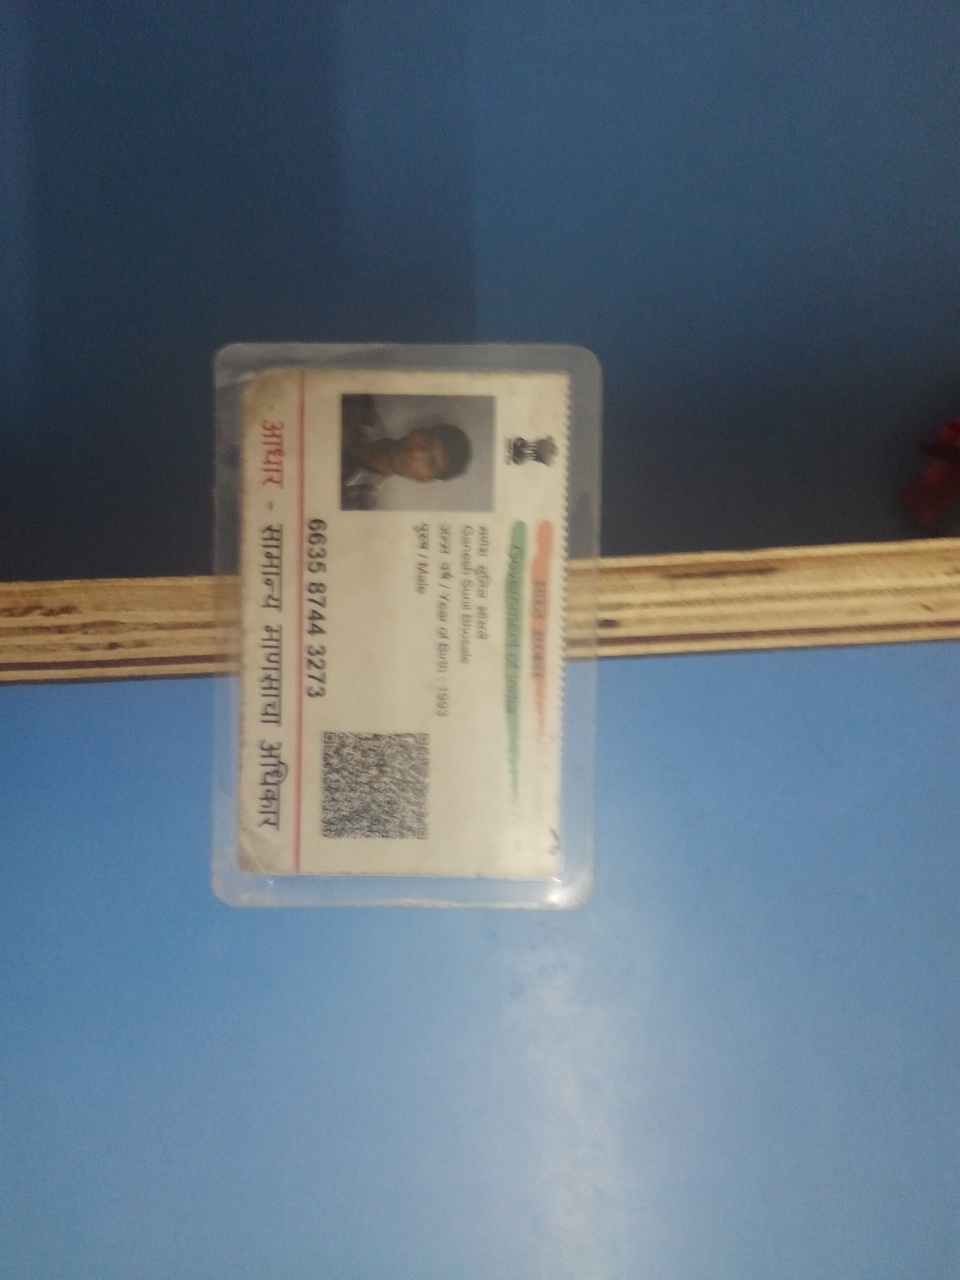 भारत सरकार
Government of India
गणेश सुनिल भोसले
Ganesh Sunil Bhosale
जन्म वर्ष / Year of Birth : 1993
पुरुष / Male
6635 8744 3273
आधार - सामान्य माणसाचा अधिकार